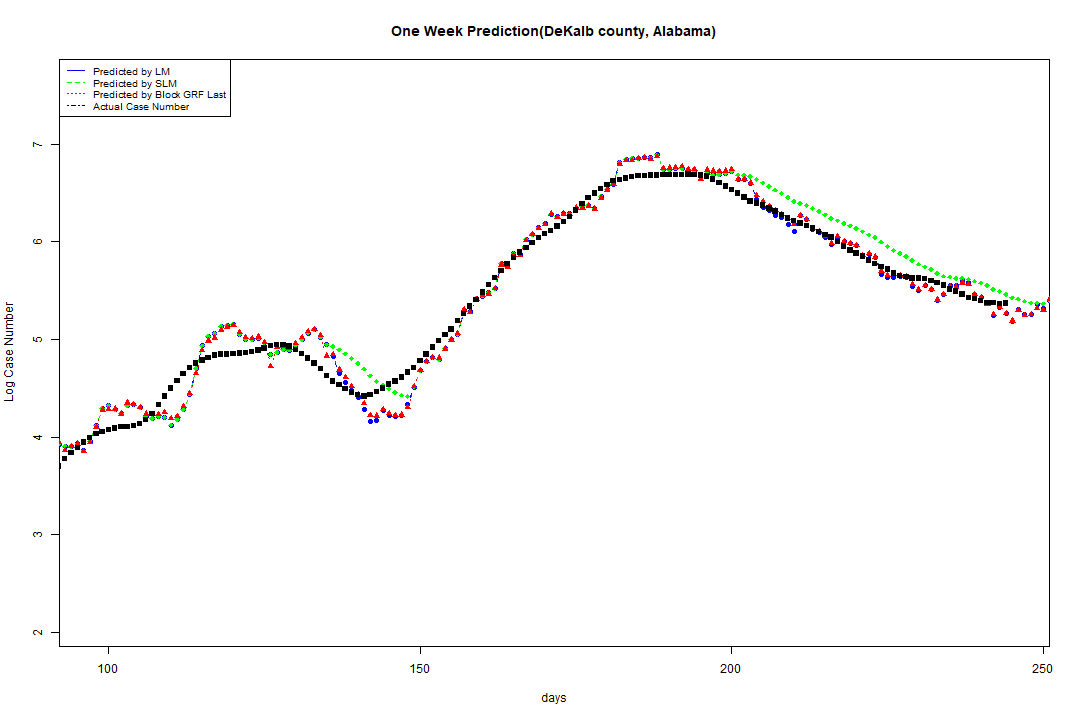 One Week Prediction(DeKalb county, Alabama)
Predicted by LM
Predicted by SLM
Predicted by Block GRF Last
Actual Case Number
7
6
5
4
3
2
Log Case Number
100
150
200
250
days